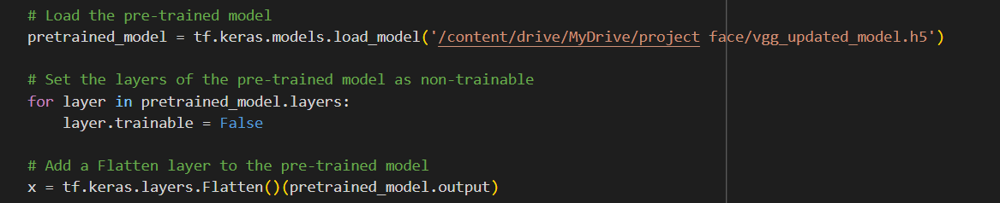 # Load the pre-trained model
pretrained_model = tf.keras.models.load_model('/content/drive/MyDrive/project face/vgg_updated_model.h5')
# Set the layers of the pre-trained model as non-trainable
for layer in pretrained_model.layers:
    layer.trainable = False
# Add a Flatten layer to the pre-trained model
x = tf.keras.layers.Flatten()(pretrained_model.output)